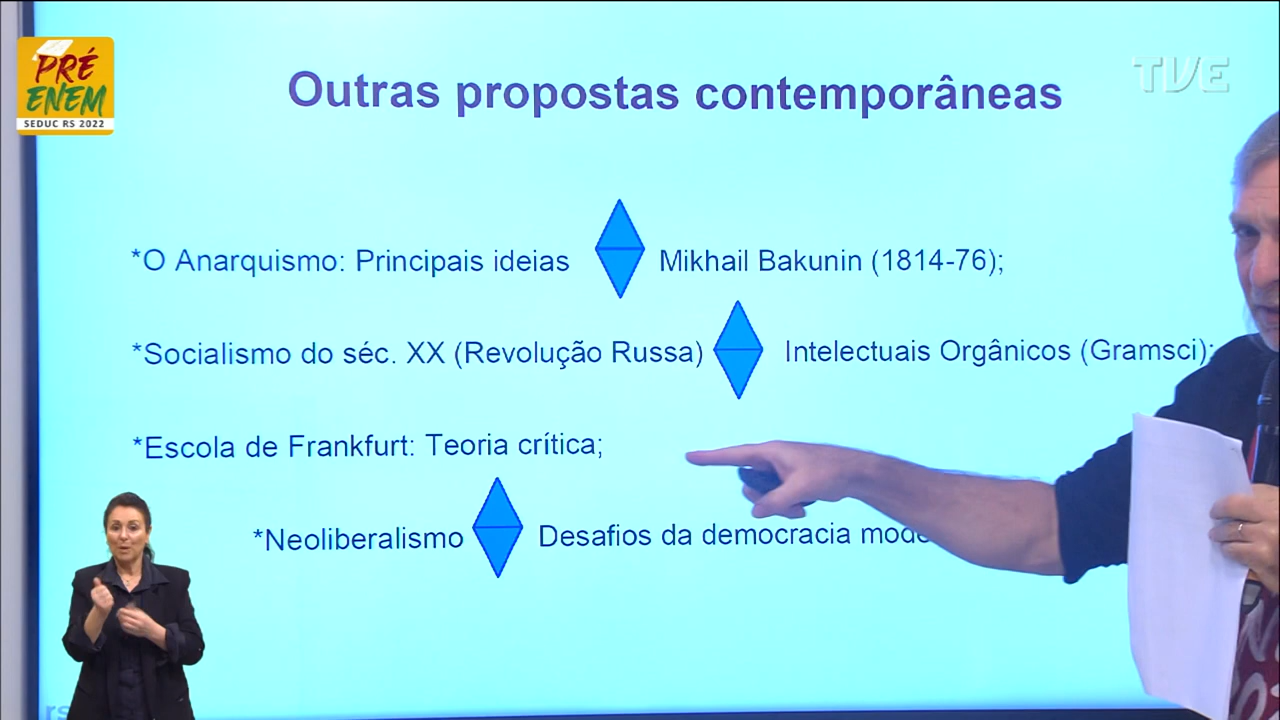 PRÉ
ENEM
SEDUC RS 2022
TVE
Outras propostas contemporâneas
*O Anarquismo: Principais ideias Mikhail Bakunin (1814-76);
*Socialismo do séc. XX (Revolução Russa) Intelectuais Orgânicos (Gramsci);
*Escola de Frankfurt: Teoria crítica;
*Neoliberalismo Desafios da democracia